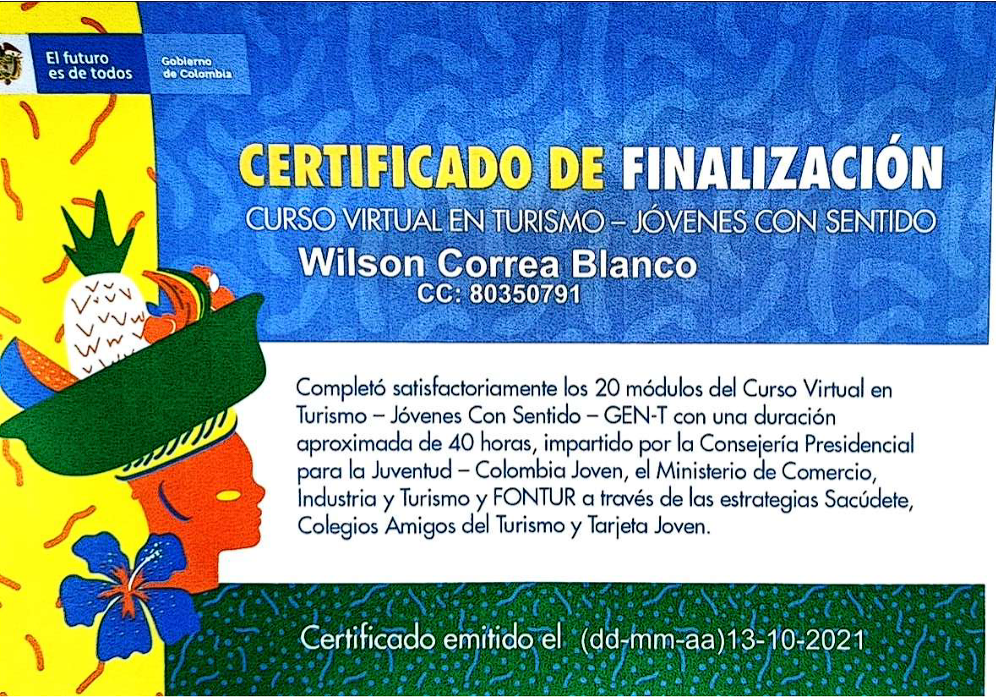 El futuro
es de todos
Gobierno
de Colombia
CERTIFICADO DE FINALIZACIÓN
CURSO VIRTUAL EN TURISMO – JÓVENES CON SENTIDO
Wilson Correa Blanco
CC: 80350791
Completó satisfactoriamente los 20 módulos del Curso Virtual en
Turismo – Jóvenes Con Sentido – GEN-T con una duración
aproximada de 40 horas, impartido por la Consejería Presidencial
para la Juventud – Colombia Joven, el Ministerio de Comercio,
Industria y Turismo y FONTUR a través de las estrategias Sacúdete,
Colegios Amigos del Turismo y Tarjeta Joven.
Certificado emitido el (dd-mm-aa)13-10-2021